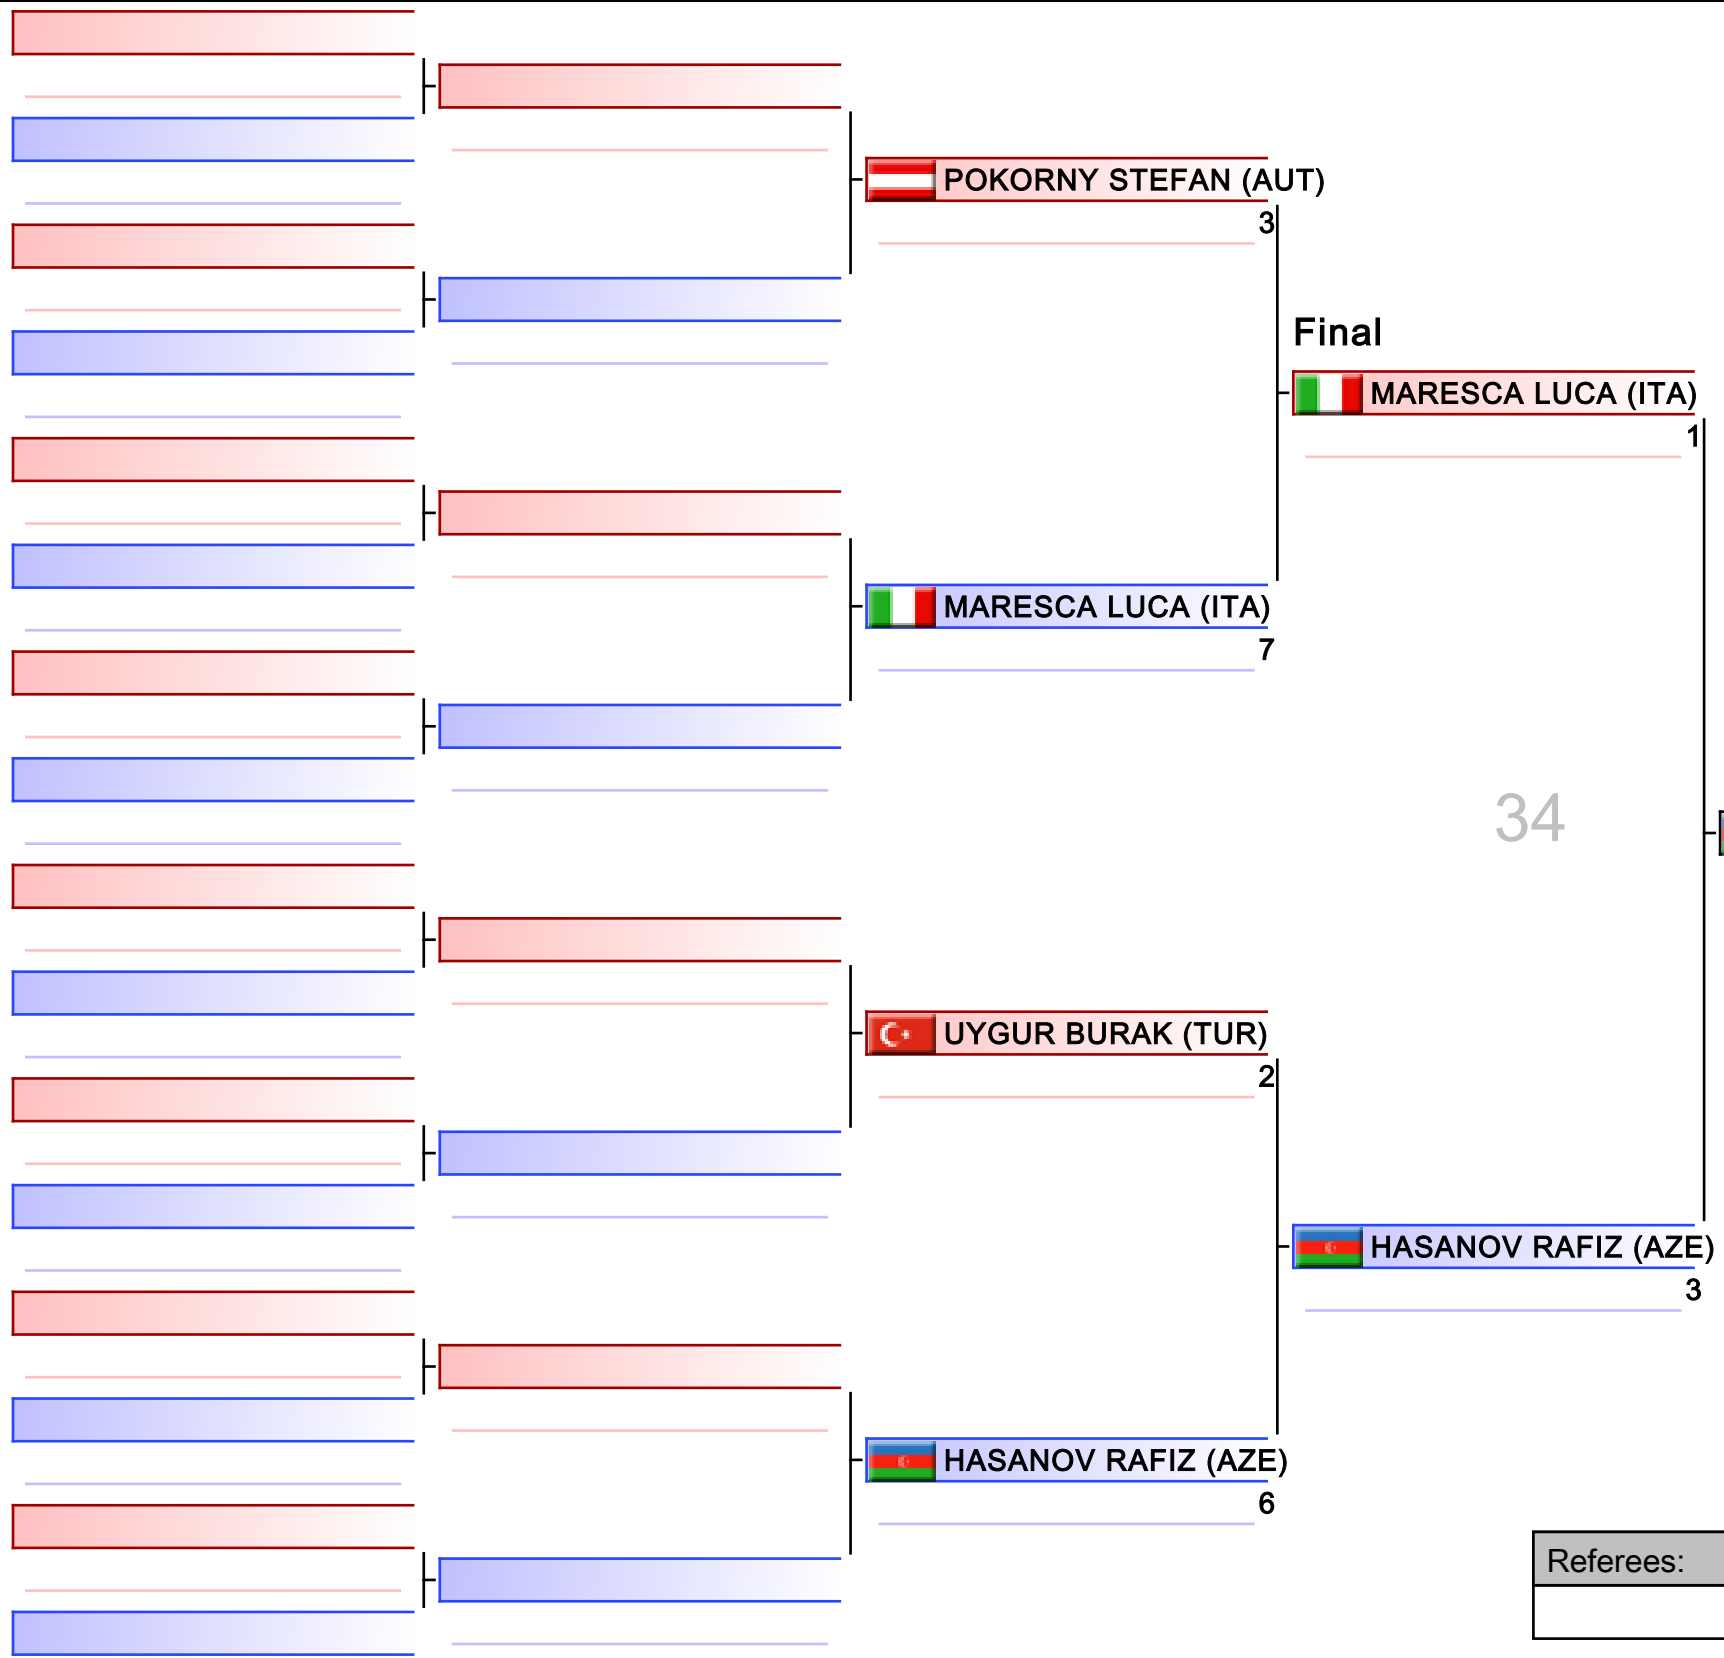 POKORNY STEFAN (AUT)
3
Final
MARESCA LUCA (ITA)
1
MARESCA LUCA (ITA)
7
34
UYGUR BURAK (TUR)
2
HASANOV RAFIZ (AZE)
3
HASANOV RAFIZ (AZE)
6
Referees: